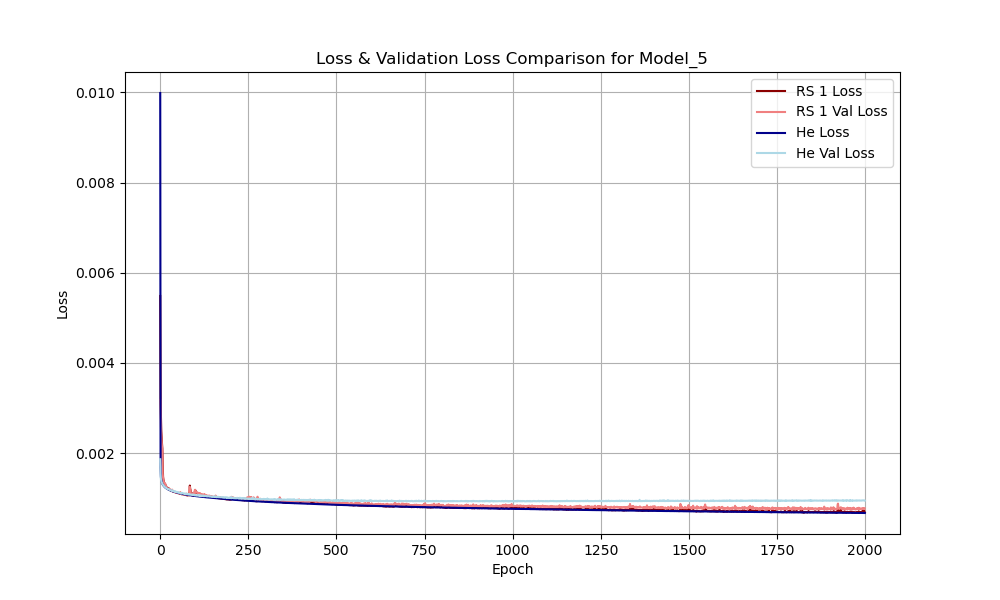 Loss & Validation Loss Comparison for Model_5
RS 1 Loss
RS 1 Val Loss
He Loss
He Val Loss
0.010
0.008
0.006
0.004
0.002
Loss
0 250 500 750 1000 1250 1500 1750 2000
Epoch